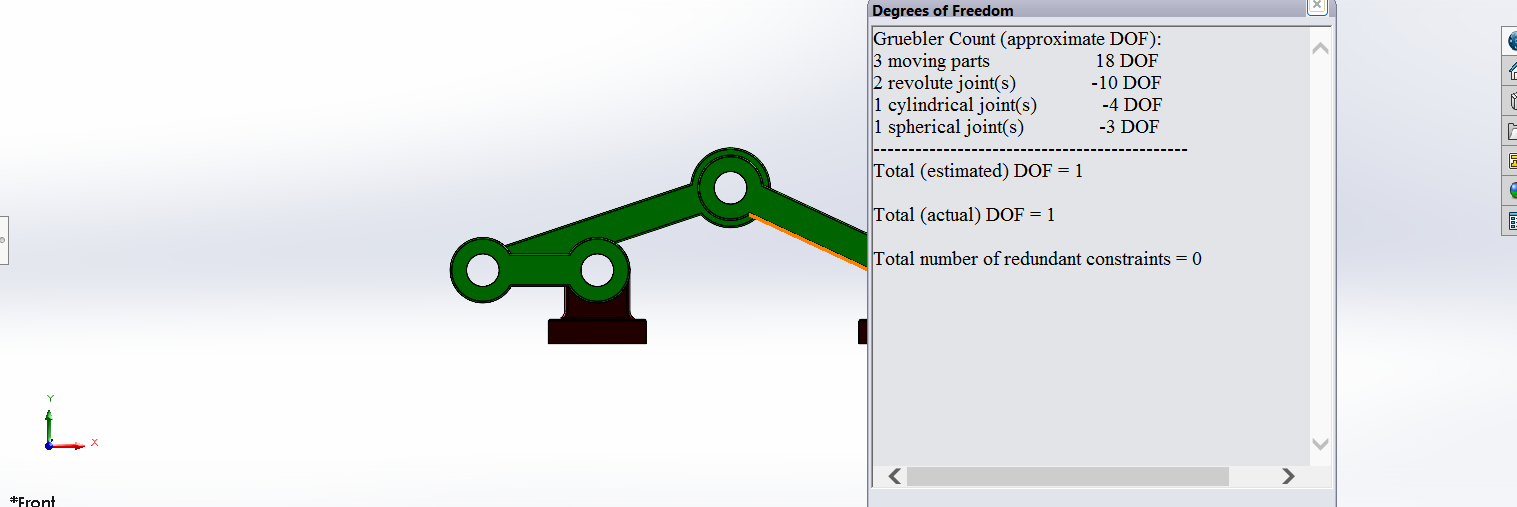 Degrees of Freedom
Gruebler Count (approximate DOF):
3 moving parts 18 DOF
2 revolute joint(s) -10 DOF
1 cylindrical joint(s) -4 DOF
1 spherical joint(s) -3 DOF
-----------------------------------------------
Total (estimated) DOF = 1
Total (actual) DOF = 1
Total number of redundant constraints = 0
Y
X
*Front